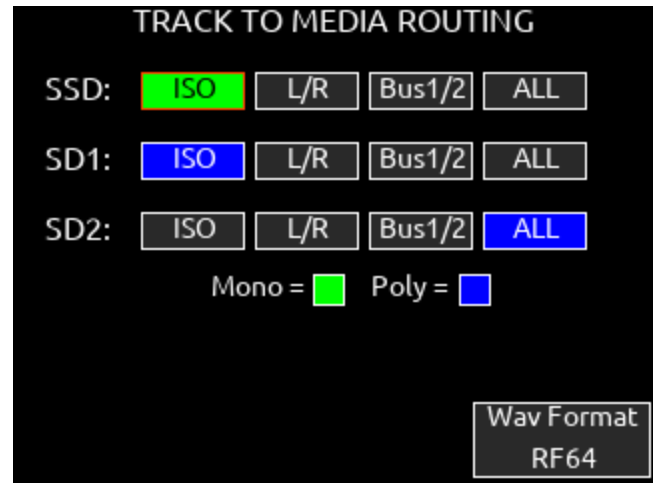 TRACK TO MEDIA ROUTING
SSD: ISO L/R Bus1/2 ALL
SD1: ISO L/R Bus1/2 ALL
SD2: ISO L/R Bus1/2 ALL
Mono = Poly =
Wav Format
RF64